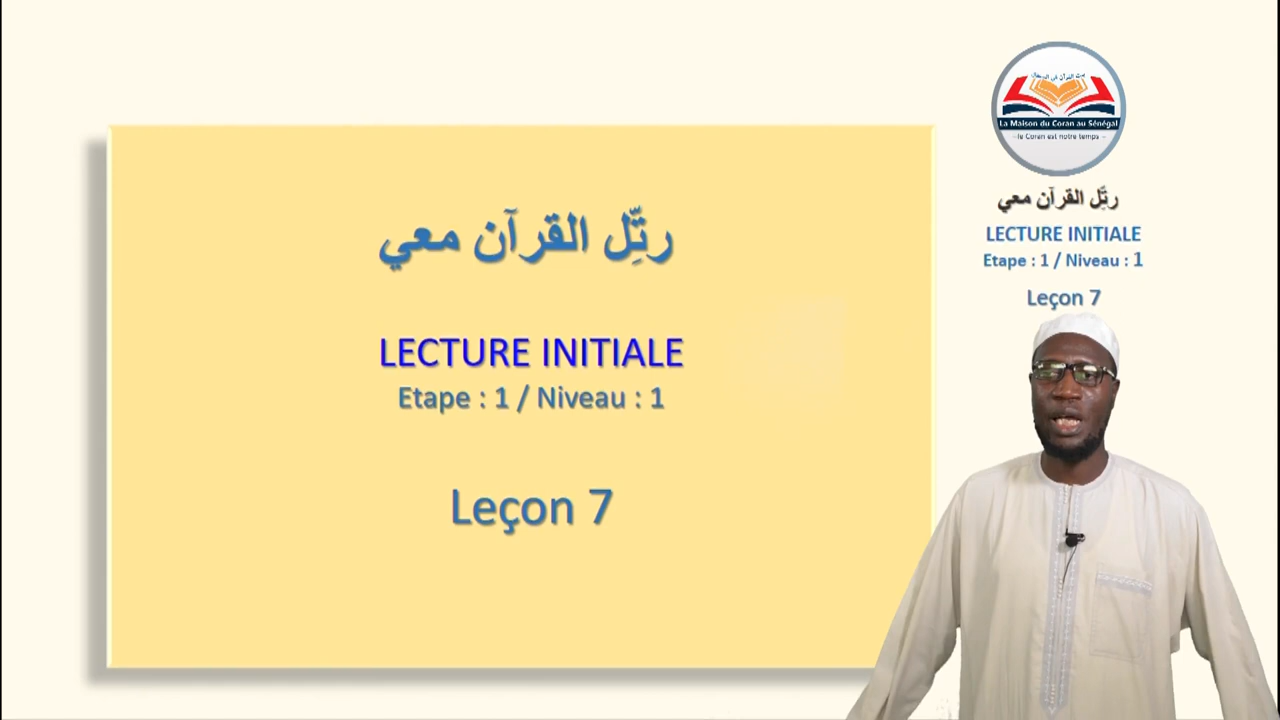 رتِّل القرآن معي
LECTURE INITIALE
Etape : 1 / Niveau : 1
Leçon 7
La Maison du Coran au Sénégal
le Coran est notre temps
رتِّل القرآن معي
LECTURE INITIALE
Etape : 1 / Niveau : 1
Leçon 7